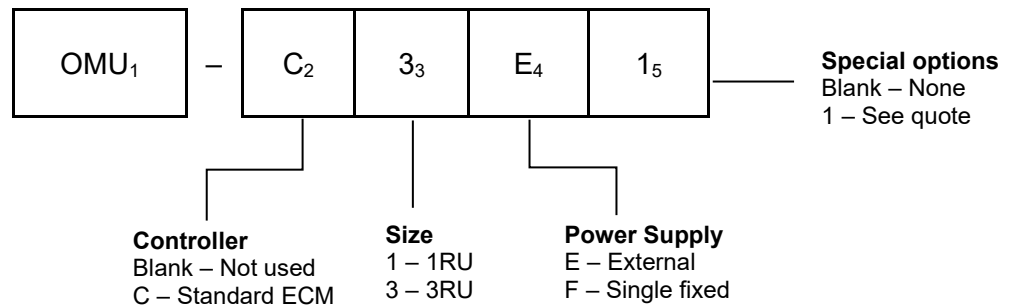 OMU₁ – C₂ 3₃ E₄ 1₅
Special options
Blank – None
1 – See quote
Controller
Blank – Not used
C – Standard ECM
Size
1 – 1RU
3 – 3RU
Power Supply
E – External
F – Single fixed